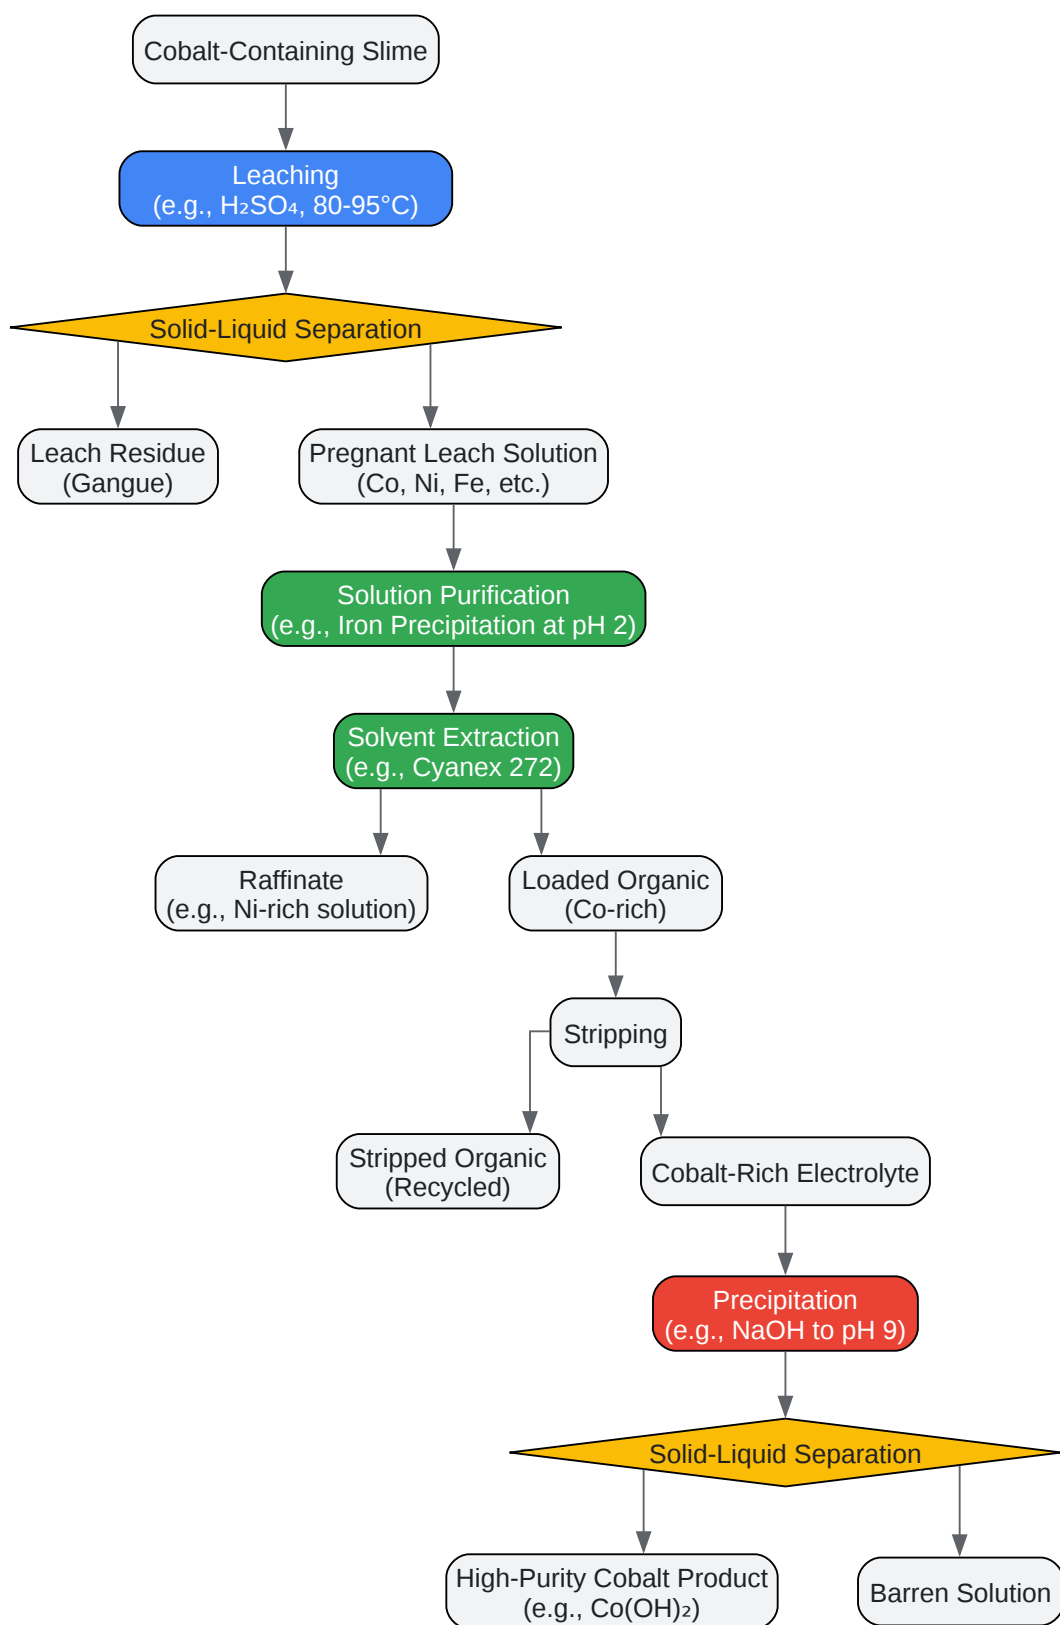 Cobalt-Containing Slime
Leaching
(e.g., H₂SO₄, 80-95°C)
Solid-Liquid Separation
Leach Residue
(Gangue)
Pregnant Leach Solution
(Co, Ni, Fe, etc.)
Solution Purification
(e.g., Iron Precipitation at pH 2)
Solvent Extraction
(e.g., Cyanex 272)
Raffinate
(e.g., Ni-rich solution)
Loaded Organic
(Co-rich)
Stripping
Stripped Organic
(Recycled)
Cobalt-Rich Electrolyte
Precipitation
(e.g., NaOH to pH 9)
Solid-Liquid Separation
High-Purity Cobalt Product
(e.g., Co(OH)₂)
Barren Solution